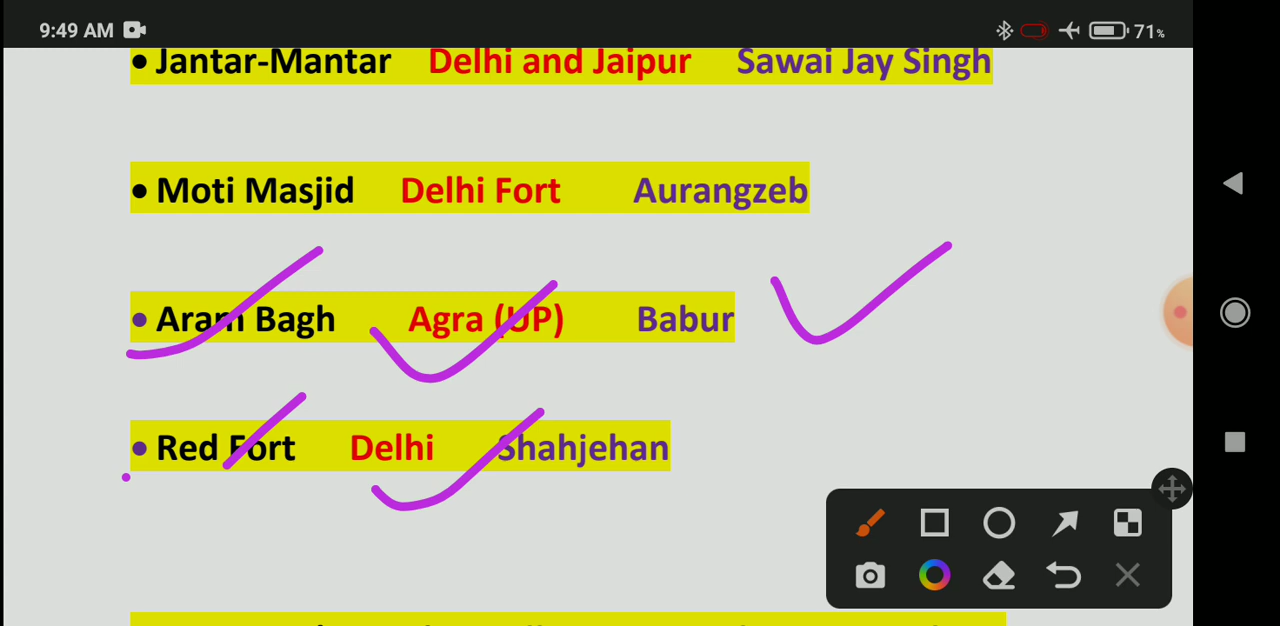 9:49 AM 71%
• Jantar-Mantar Delhi and Jaipur Sawai Jay Singh
• Moti Masjid Delhi Fort Aurangzeb
• Aram Bagh Agra (UP) Babur
• Red Fort Delhi Shahjehan